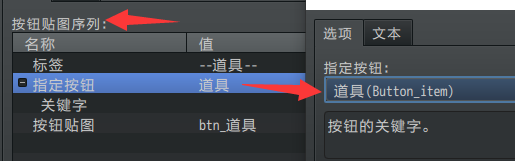 按钮贴图序列:
名称 值
标签 --道具--
指定按钮 道具
关键字
按钮贴图 btn_道具
选项 文本
指定按钮:
道具(Button_item)
按钮的关键字。